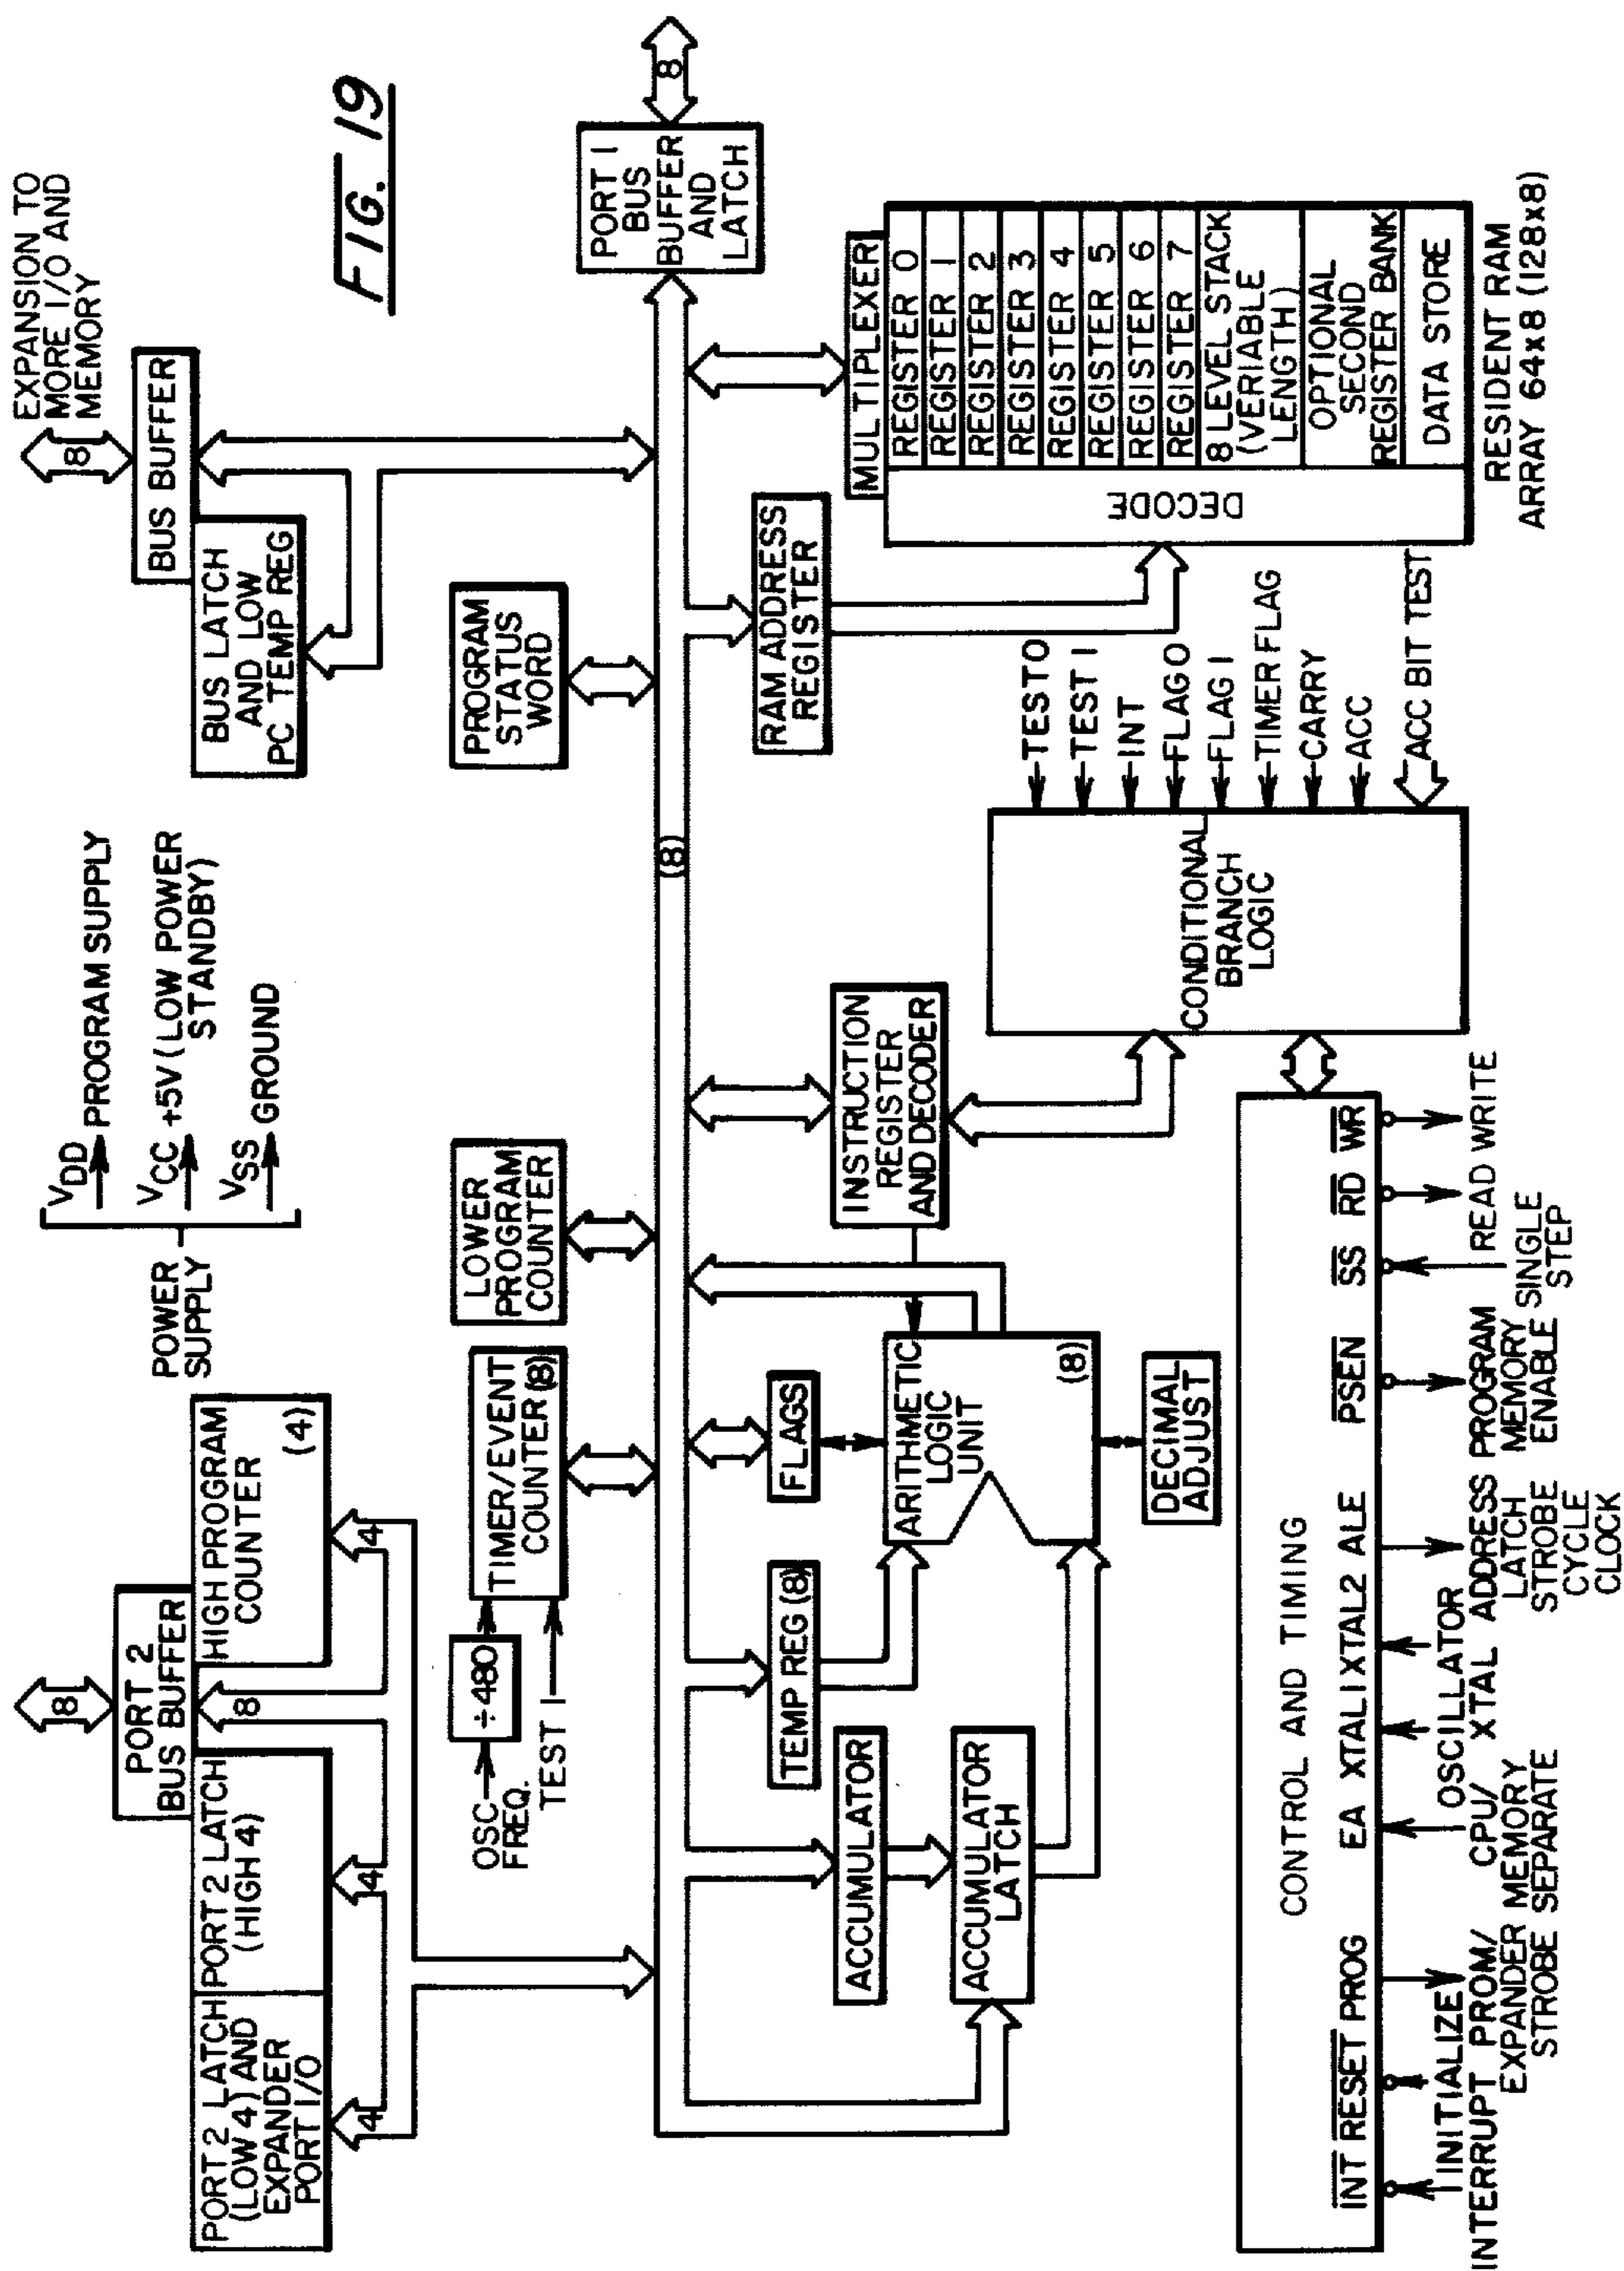 FIG. 19
8
PORT 2
BUS BUFFER
PORT 2 LATCH
(LOW 4) AND
EXPANDER
PORT I/O
PORT 2 LATCH
(HIGH 4)
HIGH PROGRAM
COUNTER
(4)
8
4
4
4
POWER
SUPPLY
VDD
PROGRAM SUPPLY
VCC
+5V (LOW POWER
STANDBY)
VSS
GROUND
EXPANSION TO
MORE I/O AND
MEMORY
8
BUS BUFFER
BUS LATCH
AND LOW
PC TEMP REG
OSC
FREQ.
÷480
TEST 1
TIMER/EVENT
COUNTER (8)
LOWER
PROGRAM
COUNTER
PROGRAM
STATUS
WORD
PORT 1
BUS
BUFFER
AND
LATCH
8
(8)
ACCUMULATOR
ACCUMULATOR
LATCH
TEMP REG (8)
FLAGS
ARITHMETIC
LOGIC
UNIT
(8)
DECIMAL
ADJUST
INSTRUCTION
REGISTER
AND DECODER
RAM ADDRESS
REGISTER
MULTIPLEXER
DECODE
REGISTER 0
REGISTER 1
REGISTER 2
REGISTER 3
REGISTER 4
REGISTER 5
REGISTER 6
REGISTER 7
8 LEVEL STACK
(VERIABLE
LENGTH)
OPTIONAL
SECOND
REGISTER BANK
DATA STORE
RESIDENT RAM
ARRAY 64x8 (128x8)
CONDITIONAL
BRANCH
LOGIC
TEST 0
TEST 1
INT
FLAG 0
FLAG 1
TIMER FLAG
CARRY
ACC
ACC BIT TEST
CONTROL AND TIMING
INT RESET PROG EA XTAL1 XTAL2 ALE PSEN SS RD WR
INITIALIZE
INTERRUPT
PROM/
EXPANDER
STROBE
CPU/
MEMORY
SEPARATE
OSCILLATOR
XTAL
ADDRESS
LATCH
STROBE
CYCLE
CLOCK
PROGRAM
MEMORY
ENABLE
SINGLE
STEP
READ WRITE